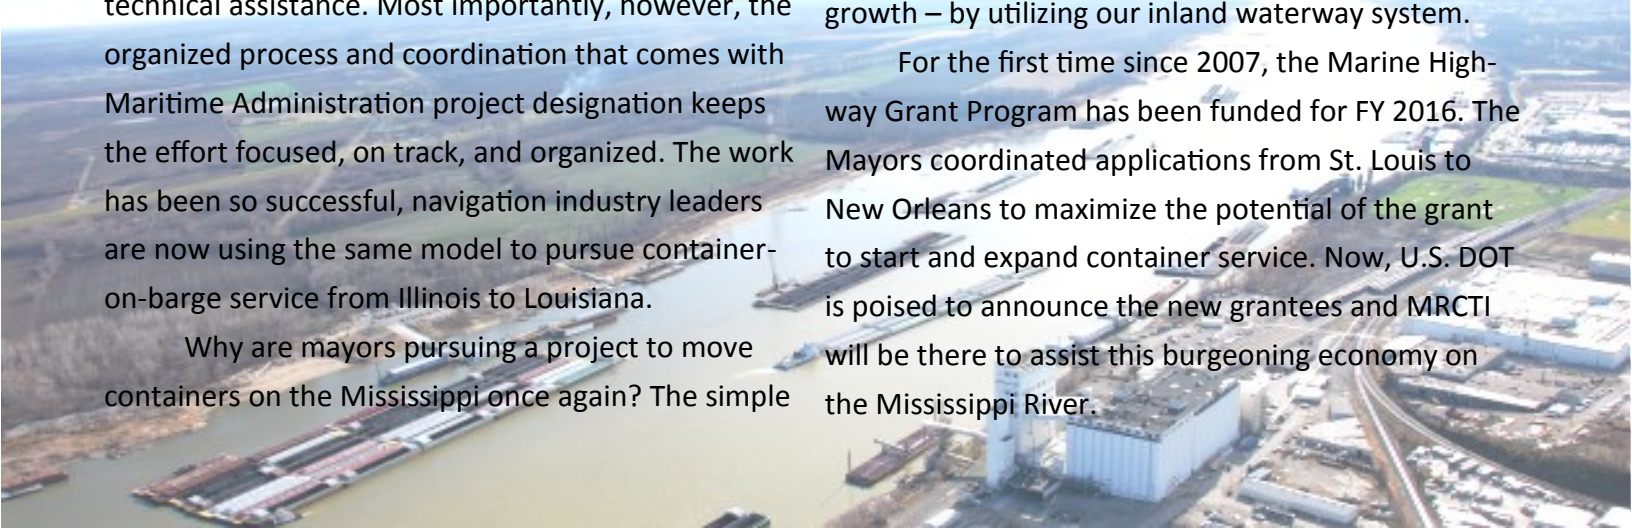 technical assistance. Most importantly, however, the
organized process and coordination that comes with
Maritime Administration project designation keeps
the effort focused, on track, and organized. The work
has been so successful, navigation industry leaders
are now using the same model to pursue container-
on-barge service from Illinois to Louisiana.
Why are mayors pursuing a project to move
containers on the Mississippi once again? The simple
growth – by utilizing our inland waterway system.
For the first time since 2007, the Marine High-
way Grant Program has been funded for FY 2016. The
Mayors coordinated applications from St. Louis to
New Orleans to maximize the potential of the grant
to start and expand container service. Now, U.S. DOT
is poised to announce the new grantees and MRCTI
will be there to assist this burgeoning economy on
the Mississippi River.